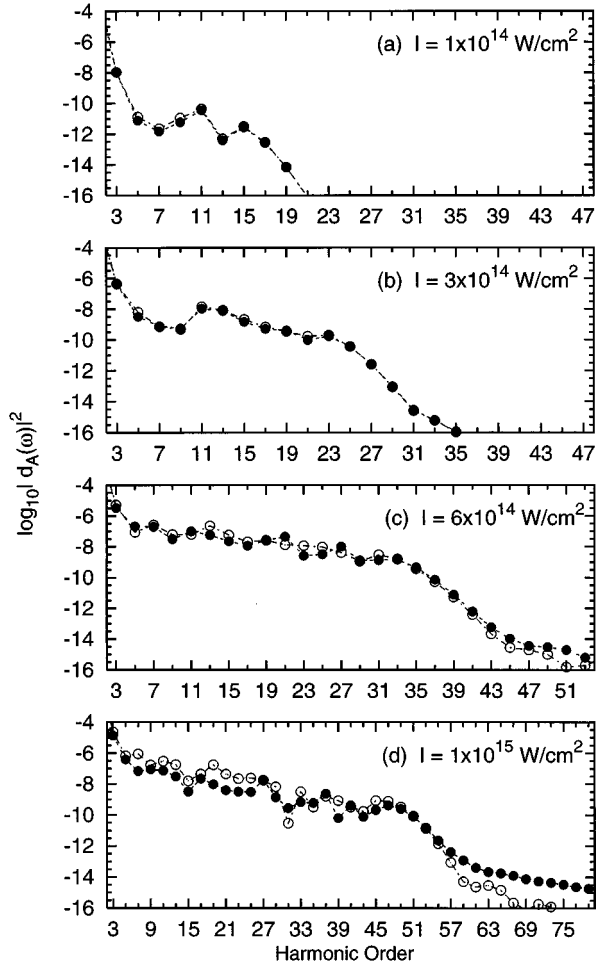 (a) I = 1x10^14 W/cm^2
-4
-6
-8
-10
-12
-14
-16
3 7 11 15 19 23 27 31 35 39 43 47
(b) I = 3x10^14 W/cm^2
-4
-6
-8
-10
-12
-14
-16
3 7 11 15 19 23 27 31 35 39 43 47
log10| dA(ω)|^2
(c) I = 6x10^14 W/cm^2
-4
-6
-8
-10
-12
-14
-16
3 7 11 15 19 23 27 31 35 39 43 47 51
(d) I = 1x10^15 W/cm^2
-4
-6
-8
-10
-12
-14
-16
3 9 15 21 27 33 39 45 51 57 63 69 75
Harmonic Order